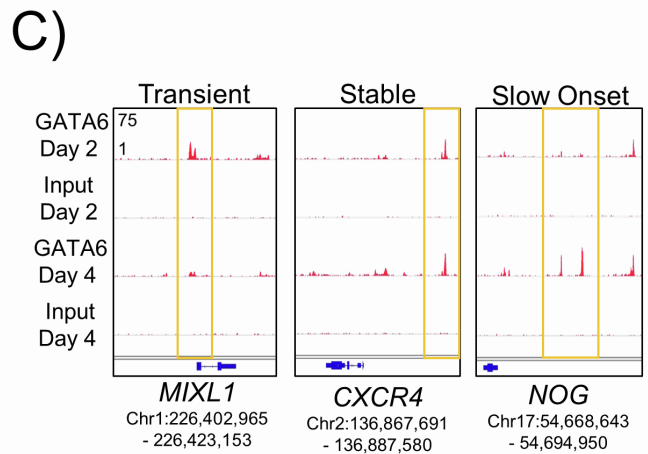 C)
Transient
Stable
Slow Onset
GATA6
Day 2
75
1
Input
Day 2
GATA6
Day 4
Input
Day 4
MIXL1
Chr1:226,402,965
- 226,423,153
CXCR4
Chr2:136,867,691
- 136,887,580
NOG
Chr17:54,668,643
- 54,694,950